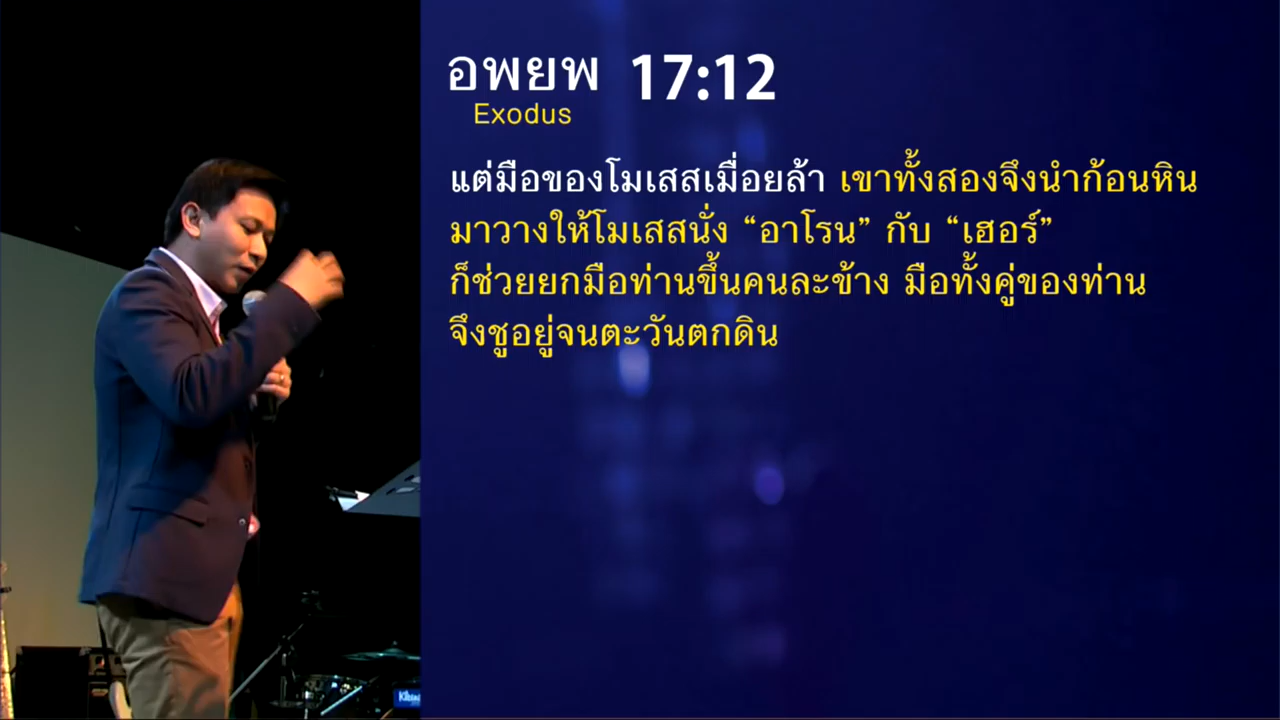 อพยพ 17:12
Exodus
แต่มือของโมเสสเมื่อยล้า เขาทั้งสองจึงนำก้อนหิน
มาวางให้โมเสสนั่ง “อาโรน” กับ “เฮอร์”
ก็ช่วยยกมือท่านขึ้นคนละข้าง มือทั้งคู่ของท่าน
จึงชูอยู่จนตะวันตกดิน